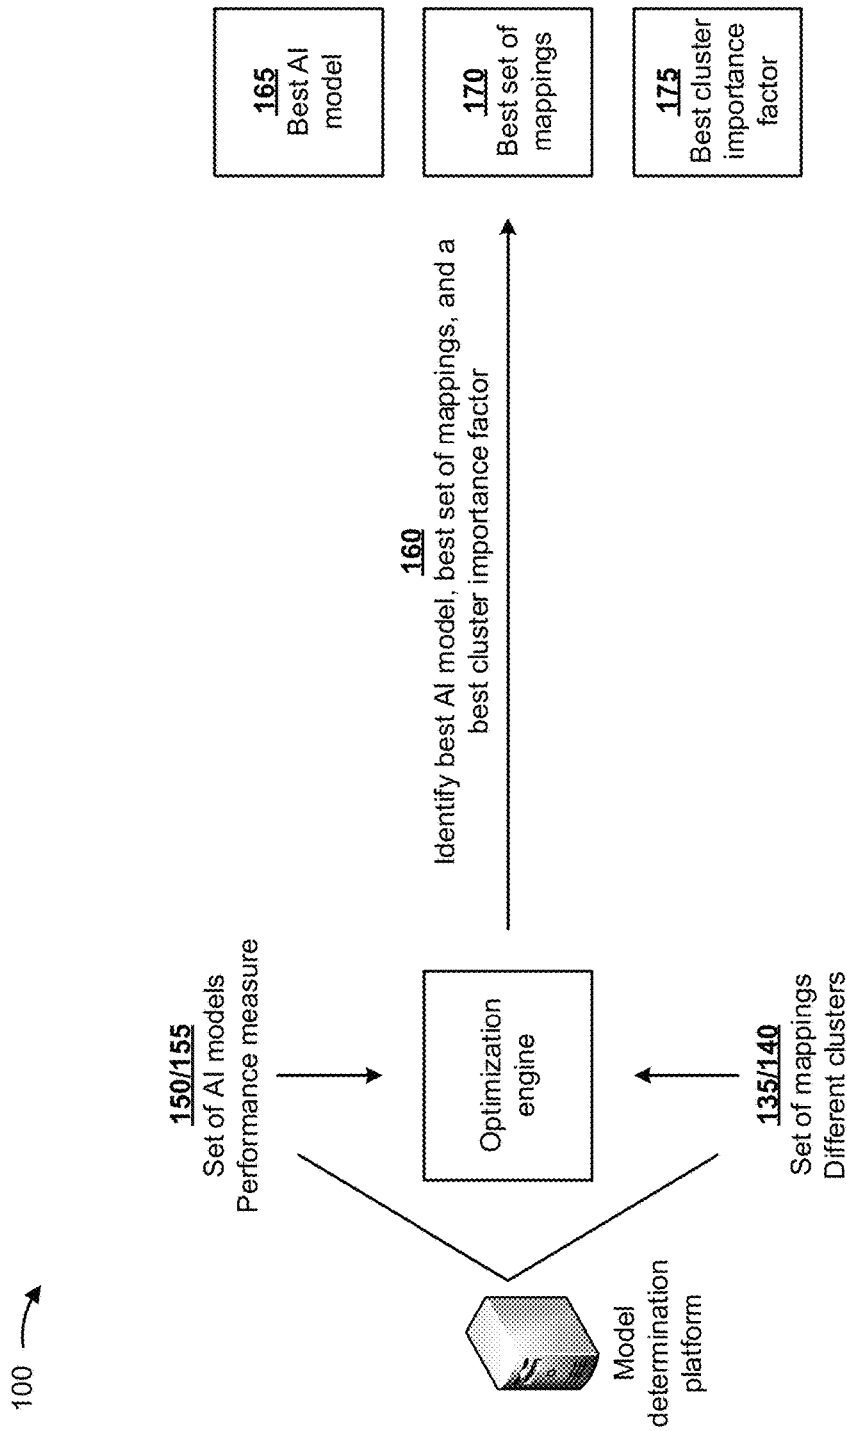 100
Model
determination
platform
150/155
Set of AI models
Performance measure
Optimization
engine
135/140
Set of mappings
Different clusters
160
Identify best AI model, best set of mappings, and a
best cluster importance factor
165
Best AI
model
170
Best set of
mappings
175
Best cluster
importance
factor